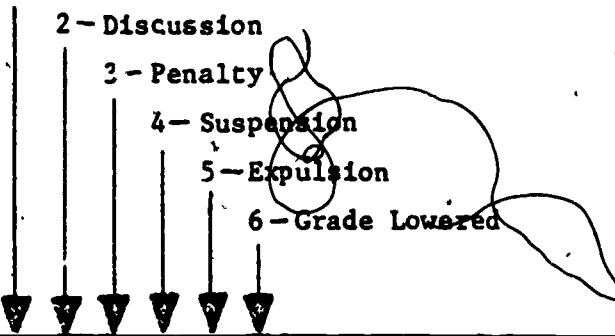 2-Discussion
3-Penalty
4-Suspension
5-Expulsion
6-Grade Lowered